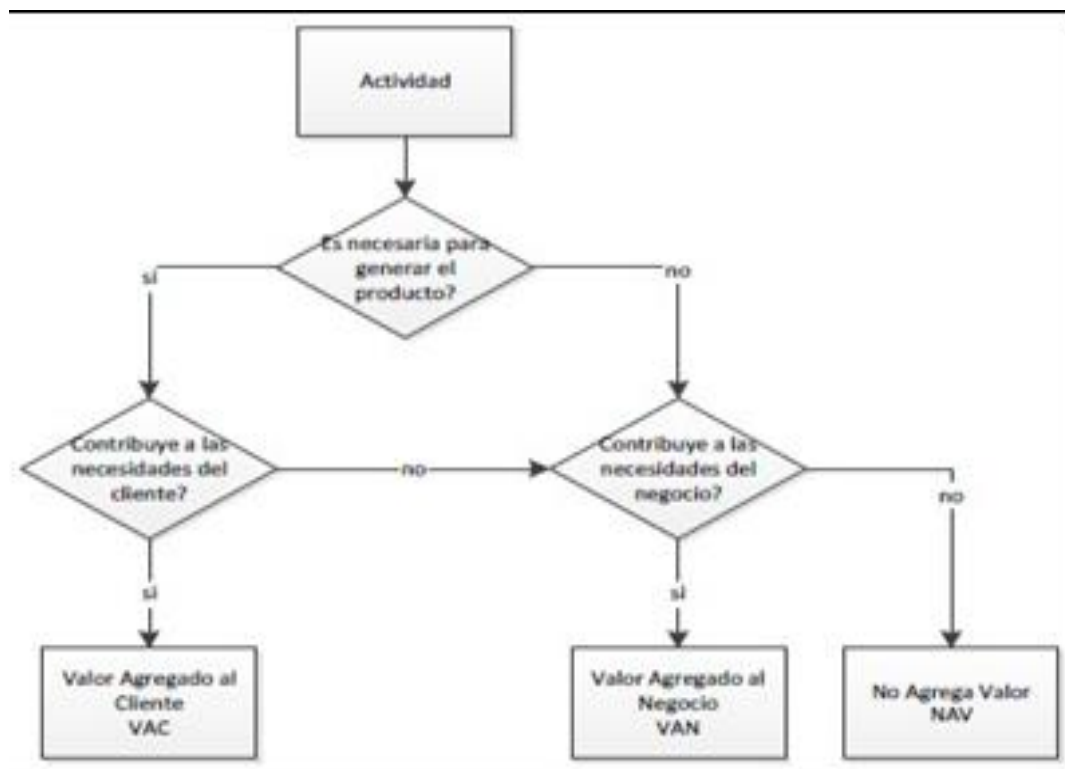 Actividad
Es necesaria para
generar el
producto?
si
no
Contribuye a las
necesidades del
cliente?
no
Contribuye a las
necesidades del
negocio?
no
si
si
Valor Agregado al
Cliente
VAC
Valor Agregado al
Negocio
VAN
No Agrega Valor
NAV